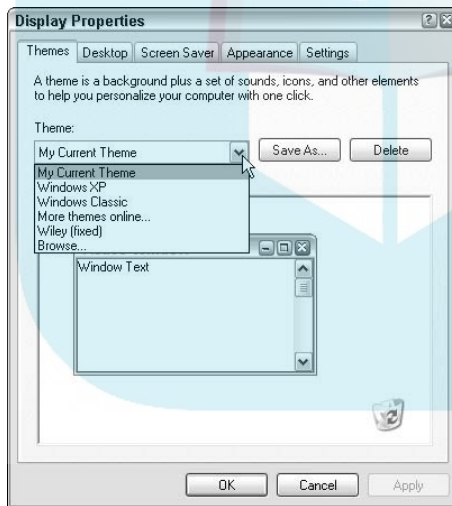 Display Properties
Themes Desktop Screen Saver Appearance Settings
A theme is a background plus a set of sounds, icons, and other elements
to help you personalize your computer with one click.
Theme:
My Current Theme Save As... Delete
My Current Theme
Windows XP
Windows Classic
More themes online...
Wiley (fixed)
Browse...
Window Text
OK Cancel Apply